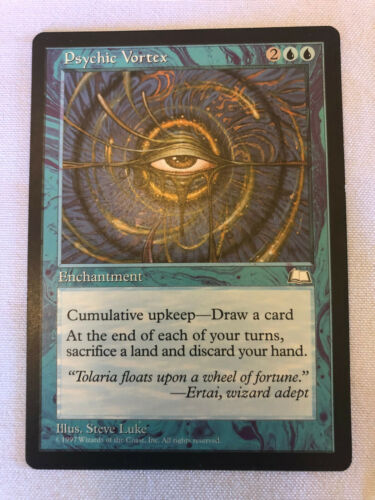 Psychic Vortex 2
Enchantment
Cumulative upkeep—Draw a card
At the end of each of your turns,
sacrifice a land and discard your hand.
“Tolaria floats upon a wheel of fortune.”
—Ertai, wizard adept
Illus. Steve Luke
© 1997 Wizards of the Coast, Inc. All rights reserved.